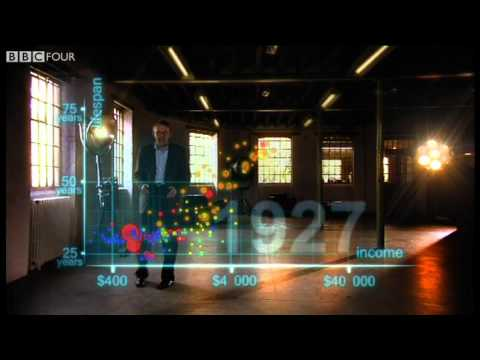 BBC FOUR
lifespan
75
years
50
years
25
years
1927
income
$400
$4 000
$40 000